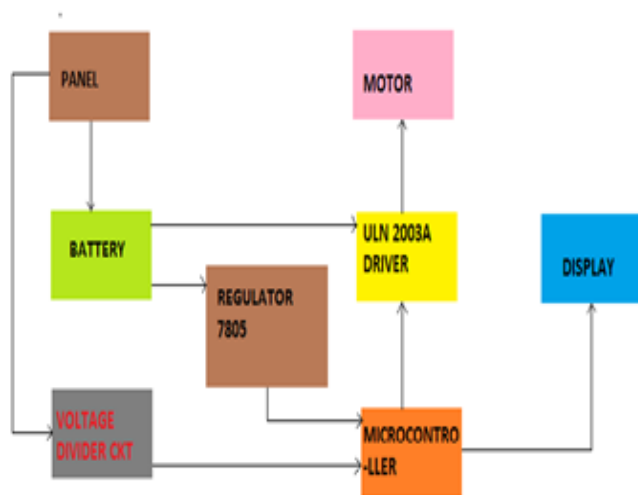 PANEL
MOTOR
BATTERY
ULN 2003A
DRIVER
DISPLAY
REGULATOR
7805
VOLTAGE
DIVIDER CKT
MICROCONTRO
-LLER